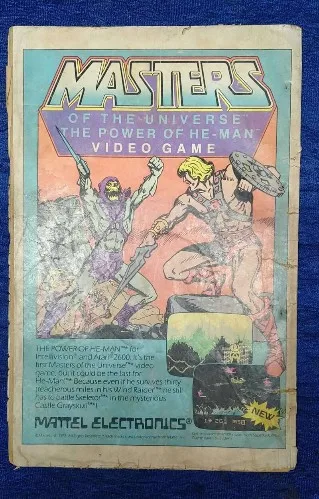 MASTERS
OF THE UNIVERSE™
THE POWER OF HE-MAN™
VIDEO GAME
THE POWER OF HE-MAN™ for
Intellivision® and Atari® 2600. It's the
first Masters of the Universe™ video
game. But it could be the last for
He-Man™. Because even if he survives thirty
treacherous miles in his Wind Raider™ he still
has to battle Skeletor™ in the mysterious
Castle Grayskull™!
NEW
MATTEL ELECTRONICS®